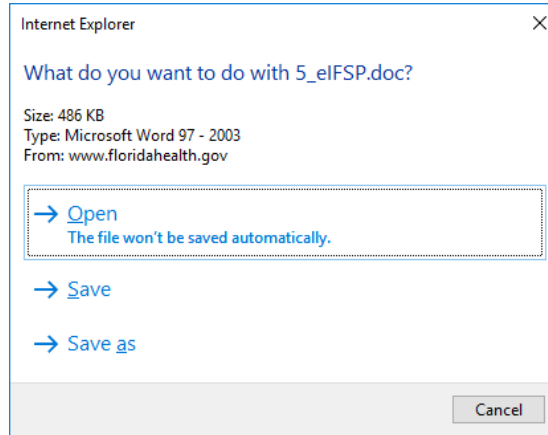 Internet Explorer
What do you want to do with 5_eIFSP.doc?
Size: 486 KB
Type: Microsoft Word 97 - 2003
From: www.floridahealth.gov
Open
The file won't be saved automatically.
Save
Save as
Cancel